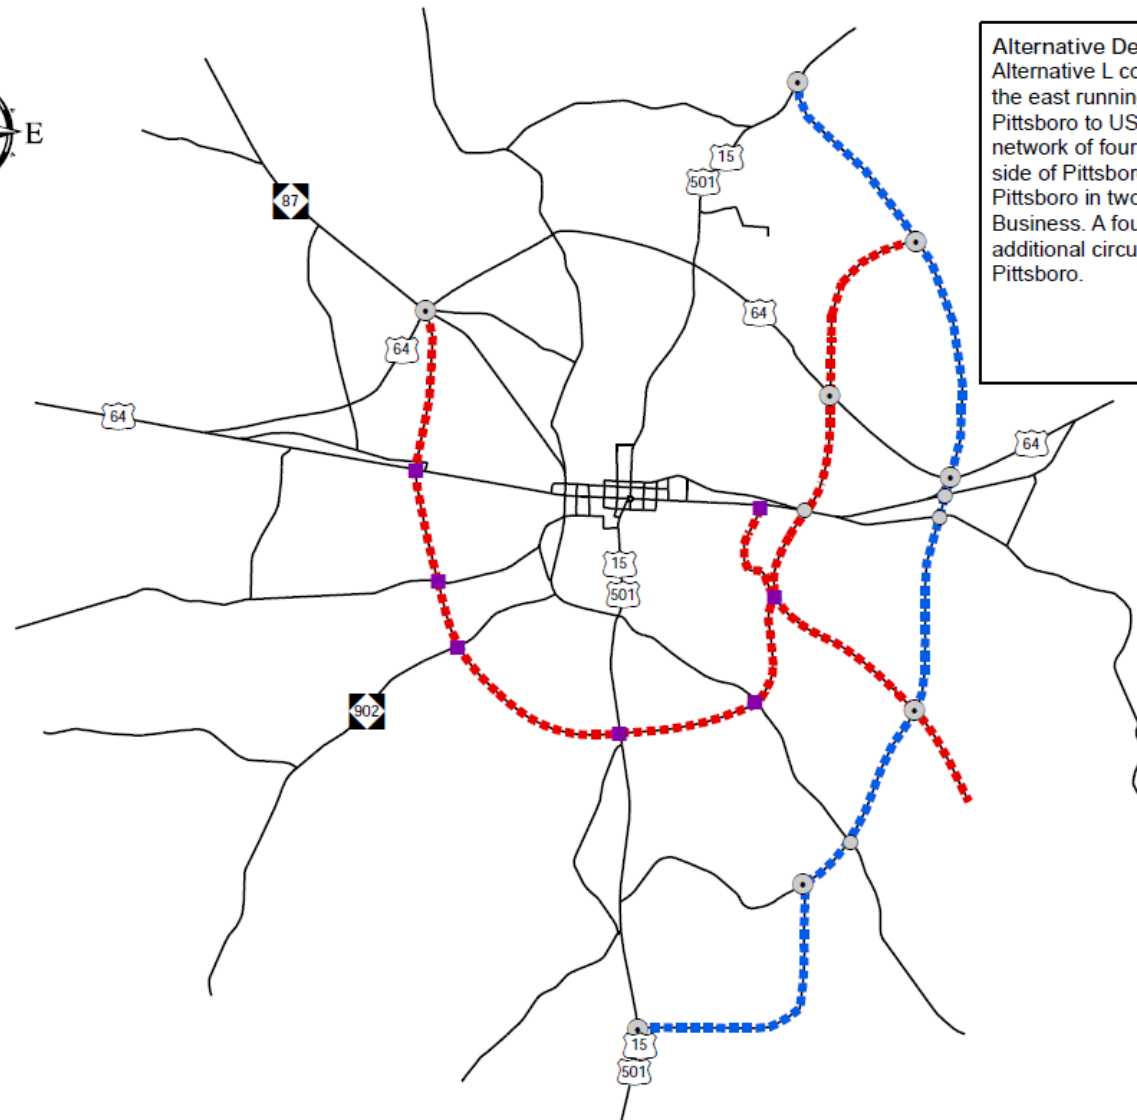 Alternative De
Alternative L co
the east runnin
Pittsboro to US
network of four
side of Pittsbor
Pittsboro in two
Business. A fou
additional circu
Pittsboro.
E
15
501
87
64
64
64
64
15
501
902
15
501